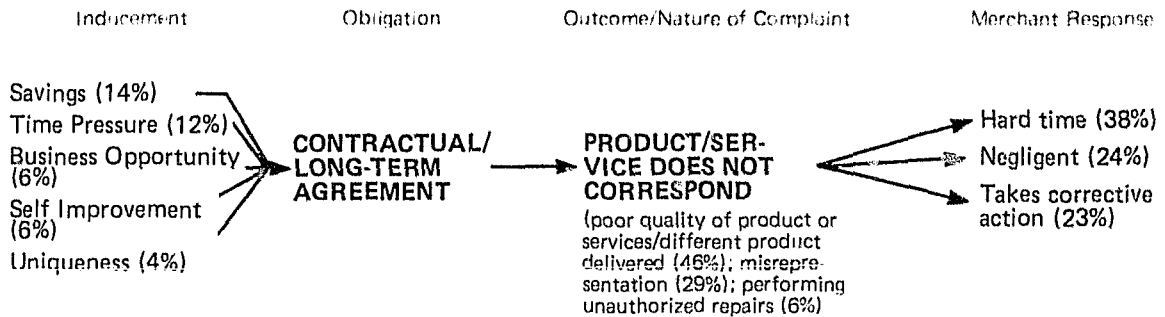 Inducement Obligation Outcome/Nature of Complaint Merchant Response
Savings (14%)
Time Pressure (12%)
Business Opportunity
(6%)
Self Improvement
(6%)
Uniqueness (4%)
CONTRACTUAL/
LONG-TERM
AGREEMENT
PRODUCT/SER-
VICE DOES NOT
CORRESPOND
(poor quality of product or
services/different product
delivered (46%); misrepre-
sentation (29%); performing
unauthorized repairs (6%)
Hard time (38%)
Negligent (24%)
Takes corrective
action (23%)